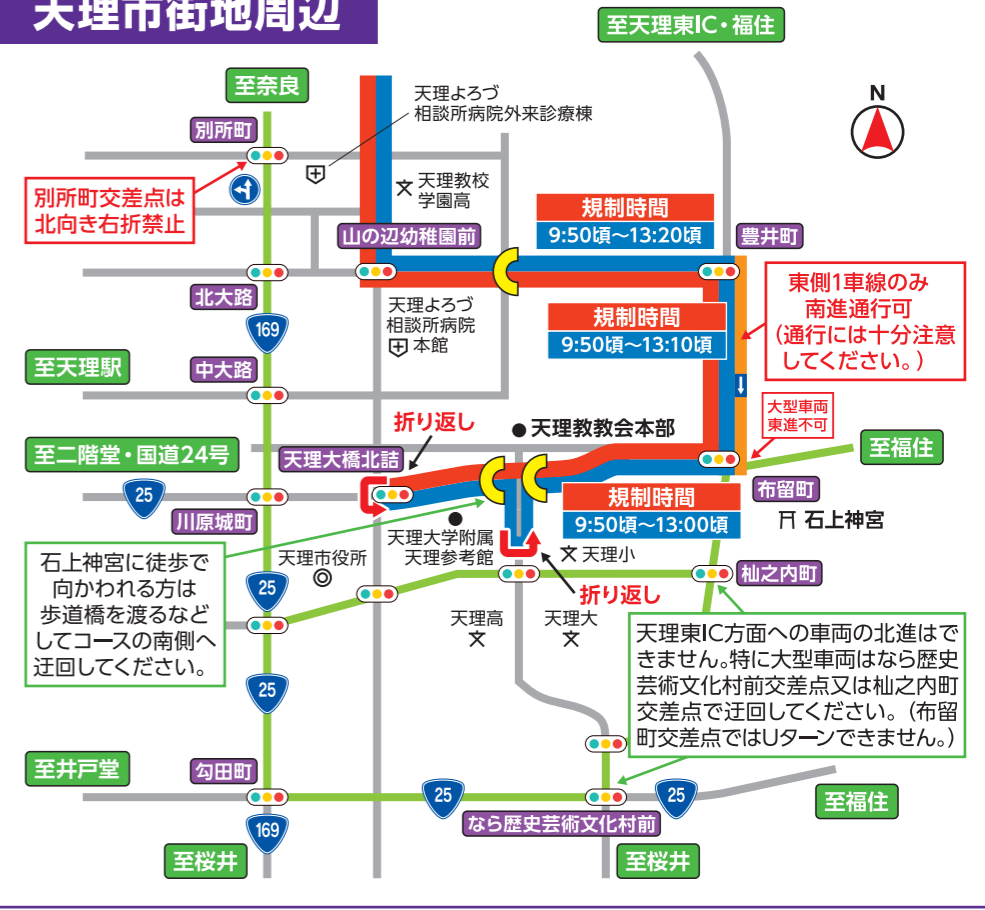 天理市街地周辺
至天理東IC・福住
至奈良
天理よろづ
相談所病院外来診療棟
N
別所町
別所町交差点は
北向き右折禁止
天理教校
学園高
規制時間
9:50頃～13:20頃
山の辺幼稚園前
豊井町
東側1車線のみ
南進通行可
(通行には十分注意
してください。)
北大路
天理よろづ
相談所病院
本館
規制時間
9:50頃～13:10頃
169
至天理駅
中大路
大型車両
東進不可
折り返し
天理教教会本部
至福住
至二階堂・国道24号
天理大橋北詰
25
規制時間
9:50頃～13:00頃
布留町
石上神宮
川原城町
天理大学附属
天理参考館
天理小
石上神宮に徒歩で
向かわれる方は
歩道橋を渡るなど
してコースの南側へ
迂回してください。
天理市役所
25
杣之内町
折り返し
天理高
天理大
天理東IC方面への車両の北進はで
きません。特に大型車両はなら歴史
芸術文化村前交差点又は杣之内町
交差点で迂回してください。(布留
町交差点ではUターンできません。)
25
至井戸堂
勾田町
25
25
至福住
169
なら歴史芸術文化村前
至桜井
至桜井